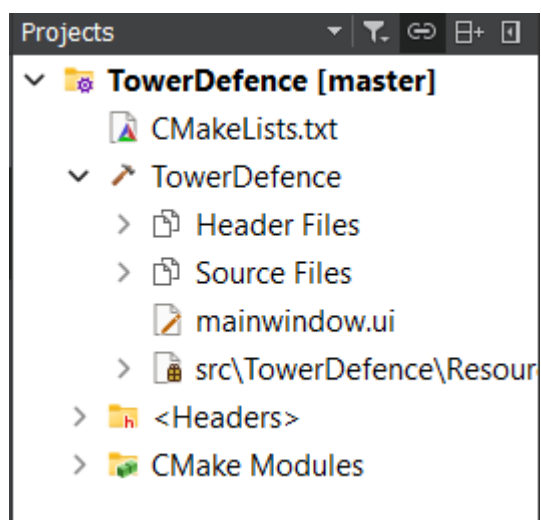 Projects
TowerDefence [master]
CMakeLists.txt
TowerDefence
Header Files
Source Files
mainwindow.ui
src\TowerDefence\Resour
<Headers>
CMake Modules